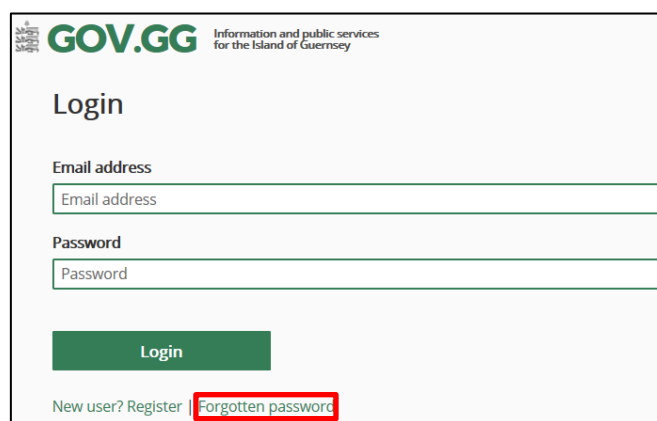 GOV.GG
Information and public services
for the Island of Guernsey
Login
Email address
Email address
Password
Password
Login
New user? Register | Forgotten password